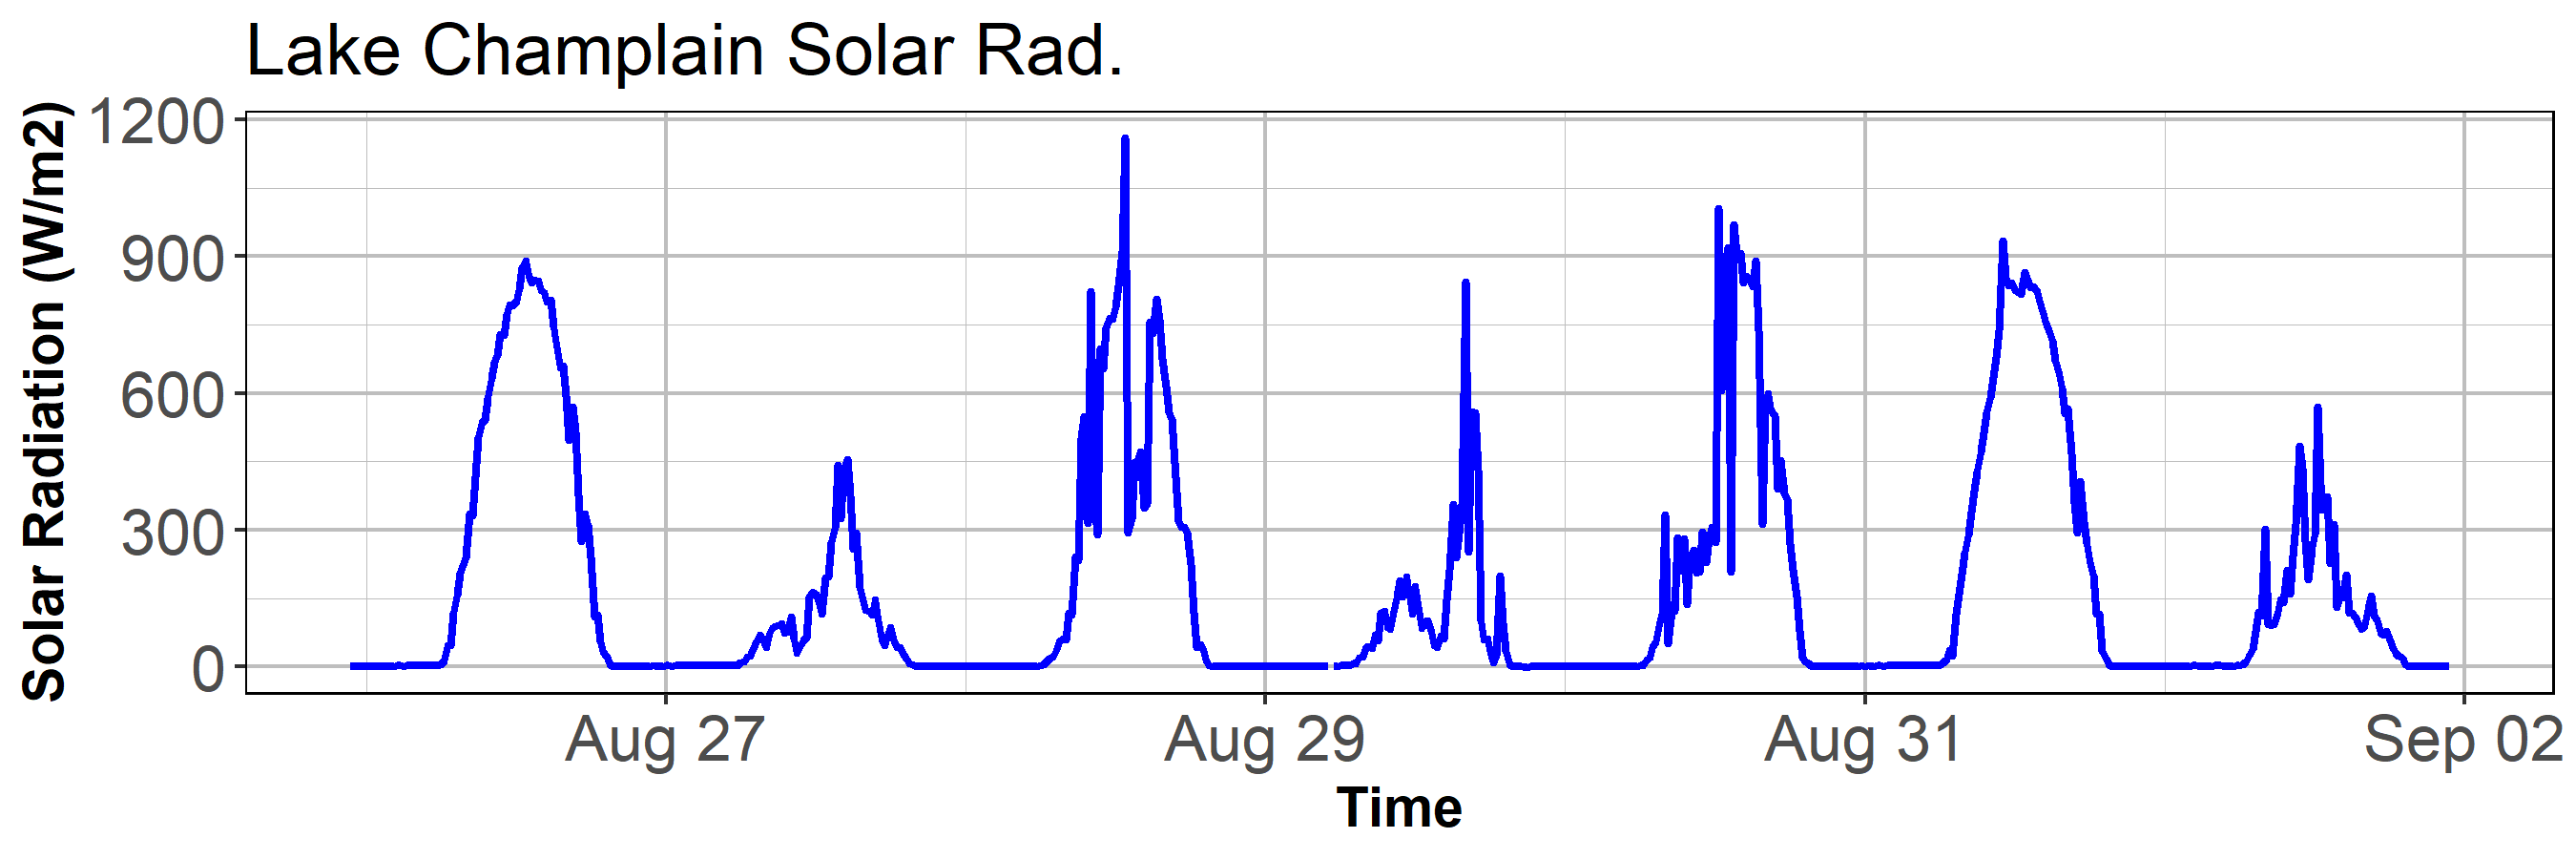 Lake Champlain Solar Rad.
Solar Radiation (W/m2)
1200
900
600
300
0
Aug 27 Aug 29 Aug 31 Sep 02
Time